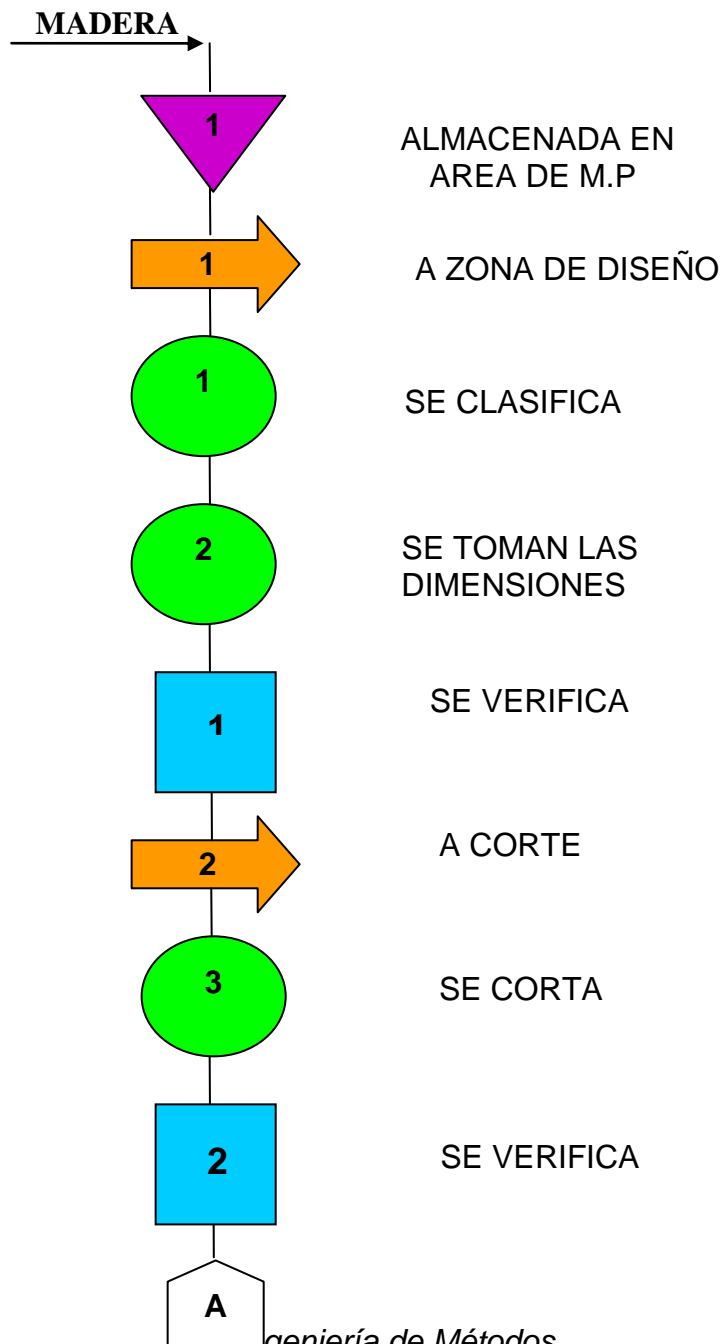 MADERA
1
ALMACENADA EN
AREA DE M.P
1
A ZONA DE DISEÑO
1
SE CLASIFICA
2
SE TOMAN LAS
DIMENSIONES
1
SE VERIFICA
2
A CORTE
3
SE CORTA
2
SE VERIFICA
A
geniería de Métodos